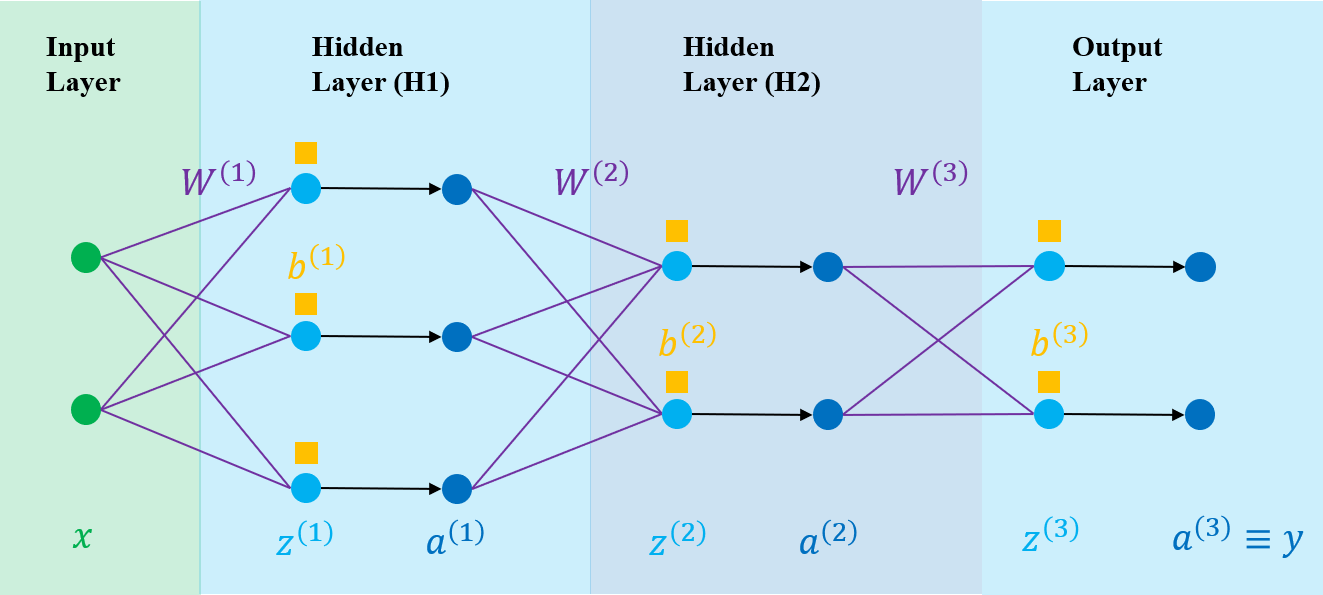 Input
Layer
Hidden
Layer (H1)
Hidden
Layer (H2)
Output
Layer
W⁽¹⁾
W⁽²⁾
W⁽³⁾
b⁽¹⁾
b⁽²⁾
b⁽³⁾
x
z⁽¹⁾
a⁽¹⁾
z⁽²⁾
a⁽²⁾
z⁽³⁾
a⁽³⁾ ≡ y